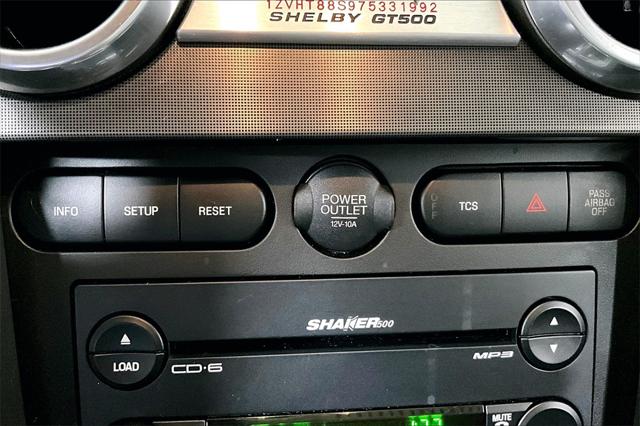 1ZVHT88S975331992
SHELBY GT500
INFO
SETUP
RESET
POWER
OUTLET
12V-10A
OFF
TCS
PASS
AIRBAG
OFF
SHAKER500
LOAD
CD·6
MP3
MUTE